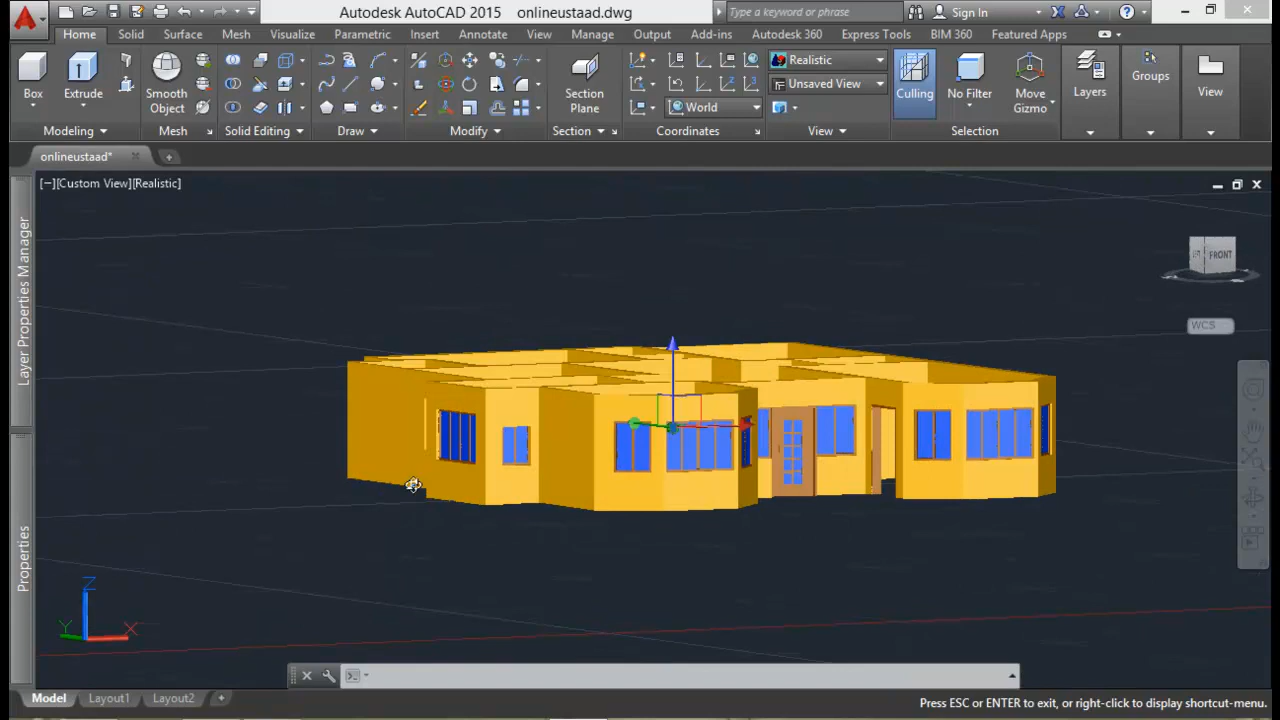 Autodesk AutoCAD 2015 onlineustaad.dwg
Type a keyword or phrase
Sign In
Home Solid Surface Mesh Visualize Parametric Insert Annotate View Manage Output Add-ins Autodesk 360 Express Tools BIM 360 Featured Apps
Box
Extrude
Smooth
Object
Section
Plane
Realistic
Unsaved View
World
Culling
No Filter
Move
Gizmo
Layers
Groups
View
Modeling Mesh Solid Editing Draw Modify Section Coordinates View Selection
onlineustaad*
[−][Custom View][Realistic]
FRONT
WCS
Layer Properties Manager
Properties
Z
Y
X
Model Layout1 Layout2
Press ESC or ENTER to exit, or right-click to display shortcut-menu.